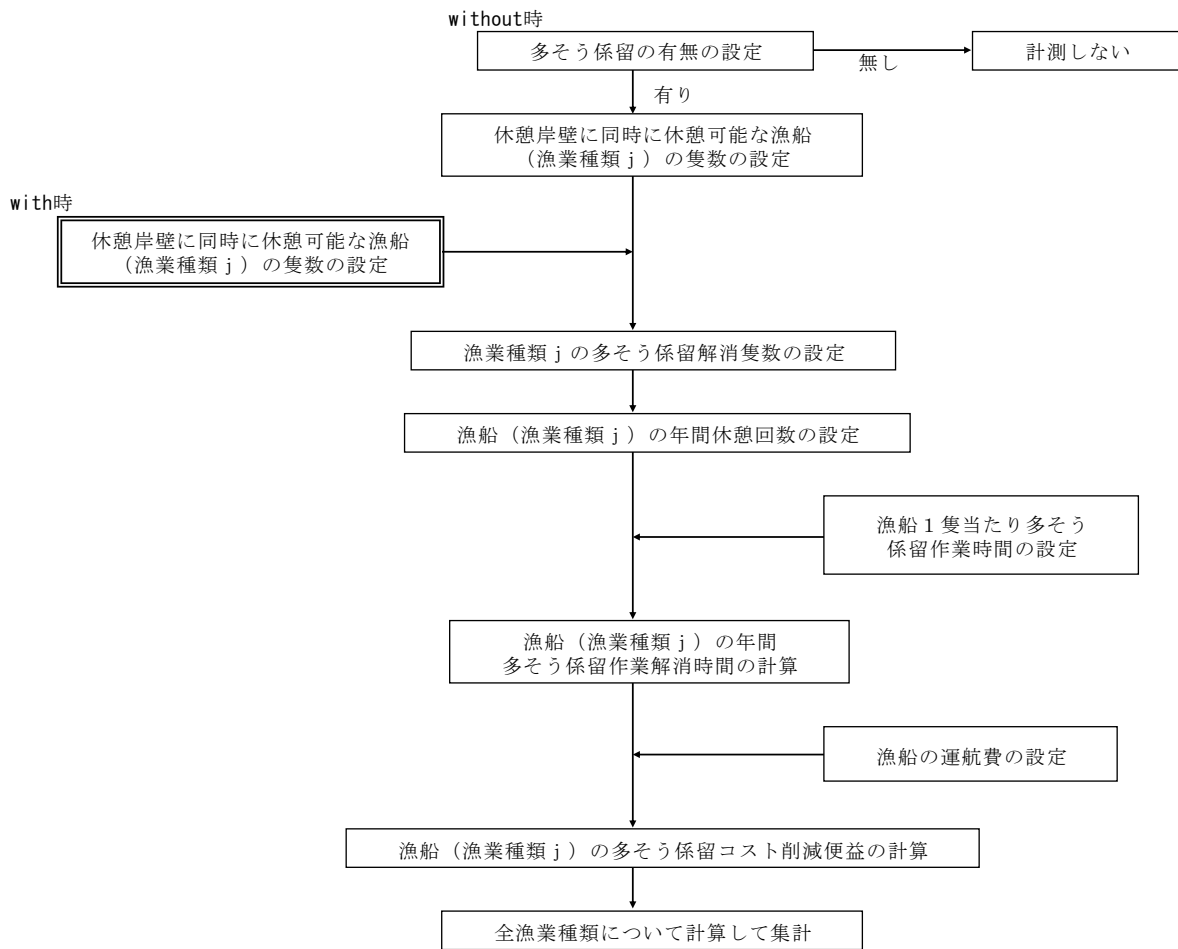 without時
多そう係留の有無の設定
計測しない
無し
有り
休憩岸壁に同時に休憩可能な漁船
（漁業種類ｊ）の隻数の設定
with時
休憩岸壁に同時に休憩可能な漁船
（漁業種類ｊ）の隻数の設定
漁業種類ｊの多そう係留解消隻数の設定
漁船（漁業種類ｊ）の年間休憩回数の設定
漁船１隻当たり多そう
係留作業時間の設定
漁船（漁業種類ｊ）の年間
多そう係留作業解消時間の計算
漁船の運航費の設定
漁船（漁業種類ｊ）の多そう係留コスト削減便益の計算
全漁業種類について計算して集計